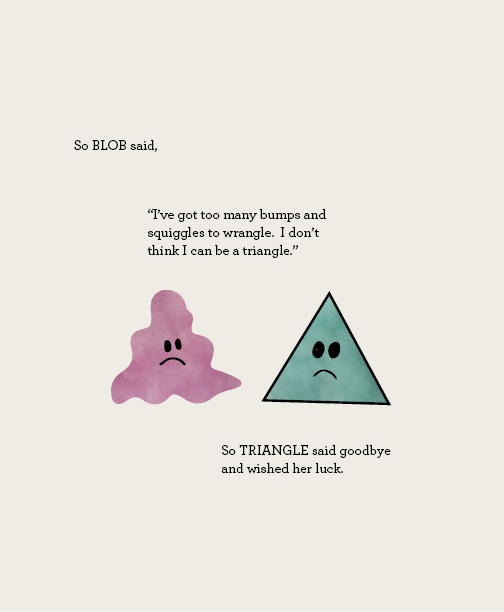 So BLOB said,
“I’ve got too many bumps and
squiggles to wrangle.  I don’t
think I can be a triangle.”
So TRIANGLE said goodbye
and wished her luck.